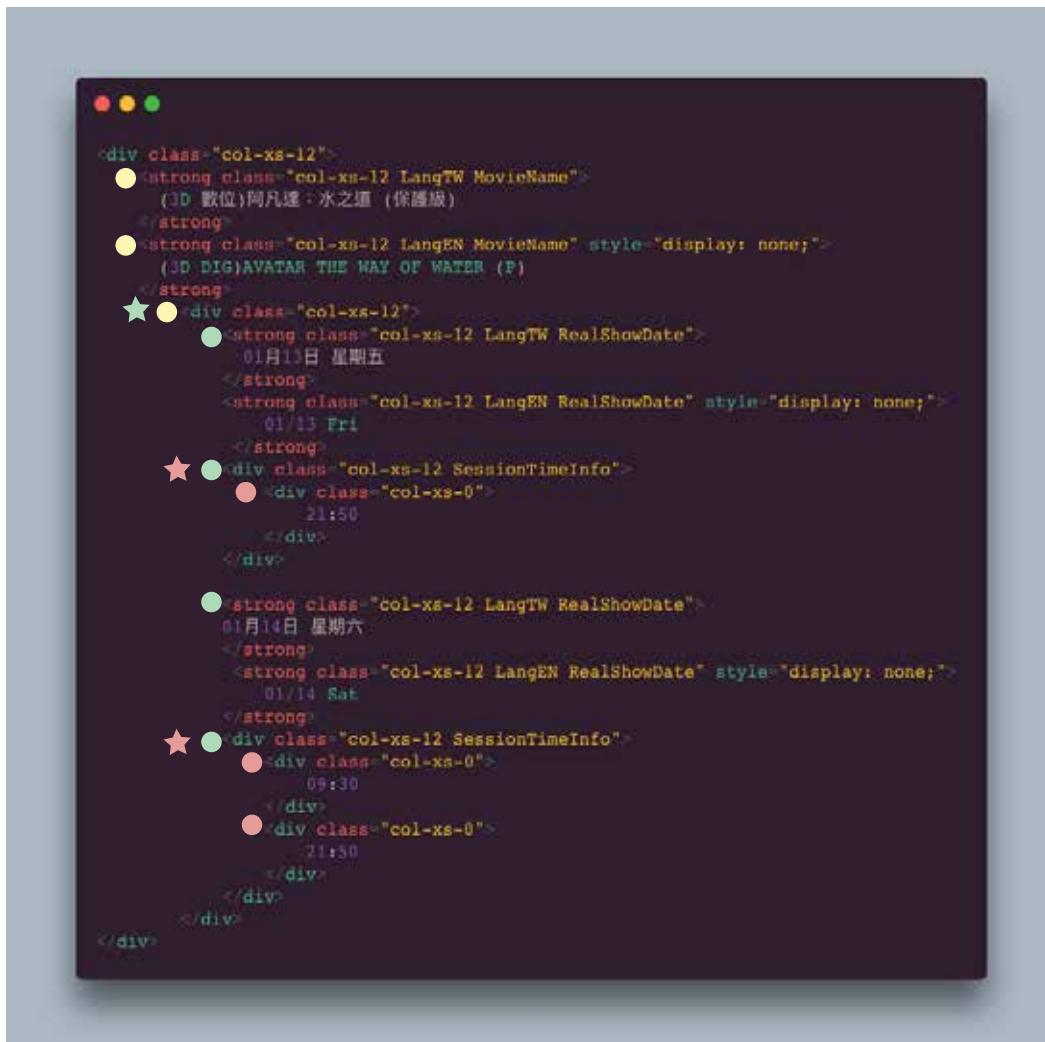 <div class="col-xs-12">
<strong class="col-xs-12 LangTW MovieName">
(3D 數位)阿凡達：水之道 (保護級)
</strong>
<strong class="col-xs-12 LangEN MovieName" style="display: none;">
(3D DIG)AVATAR THE WAY OF WATER (P)
</strong>
<div class="col-xs-12">
<strong class="col-xs-12 LangTW RealShowDate">
01月13日 星期五
</strong>
<strong class="col-xs-12 LangEN RealShowDate" style="display: none;">
01/13 Fri
</strong>
<div class="col-xs-12 SessionTimeInfo">
<div class="col-xs-0">
21:50
</div>
</div>
<strong class="col-xs-12 LangTW RealShowDate">
01月14日 星期六
</strong>
<strong class="col-xs-12 LangEN RealShowDate" style="display: none;">
01/14 Sat
</strong>
<div class="col-xs-12 SessionTimeInfo">
<div class="col-xs-0">
09:30
</div>
<div class="col-xs-0">
21:50
</div>
</div>
</div>
</div>